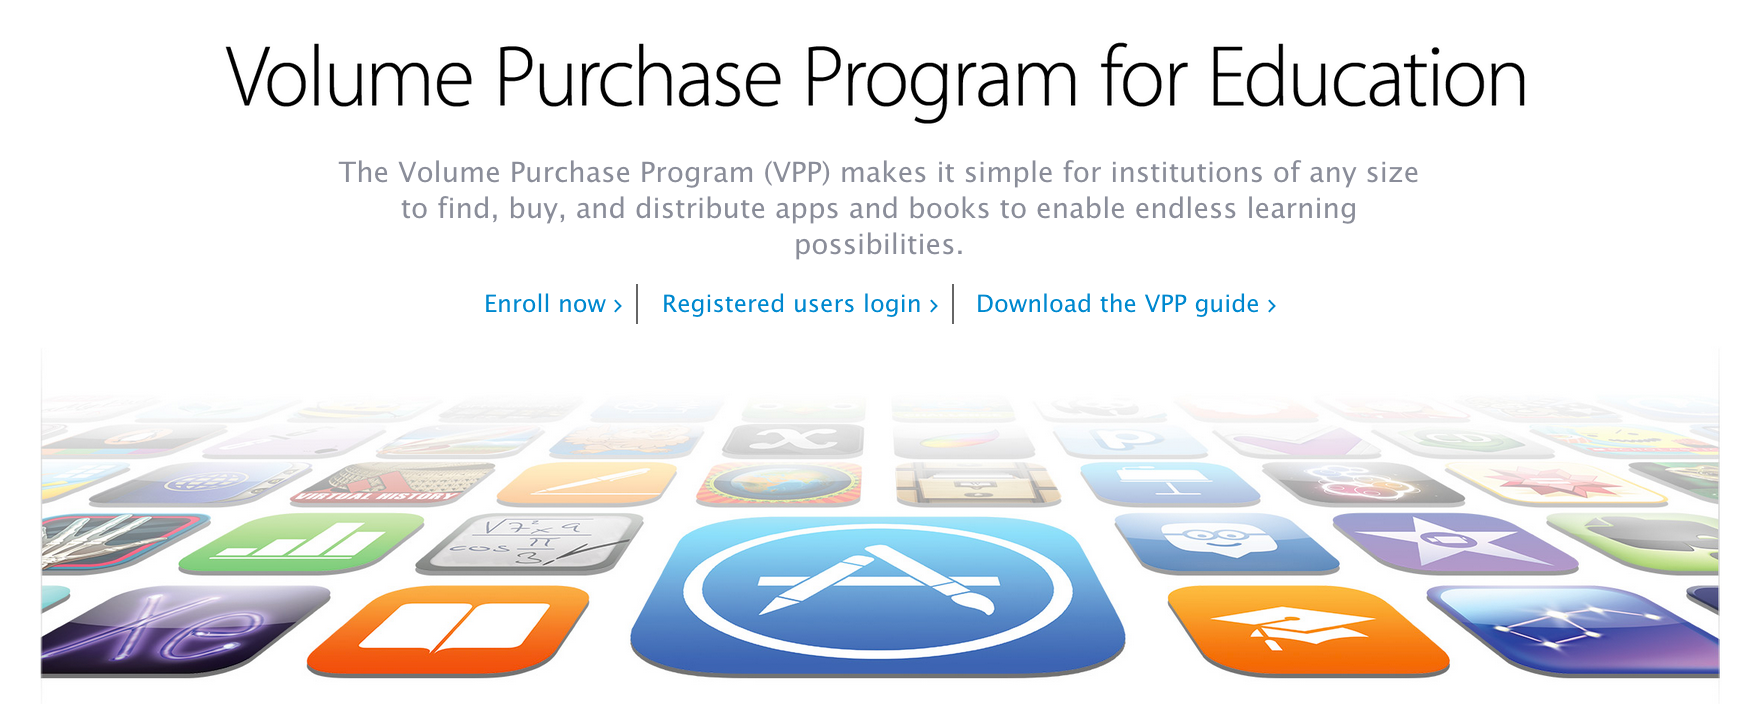 Volume Purchase Program for Education
The Volume Purchase Program (VPP) makes it simple for institutions of any size
to find, buy, and distribute apps and books to enable endless learning
possibilities.
Enroll now › | Registered users login › | Download the VPP guide ›
VIRTUAL HISTORY
Xe